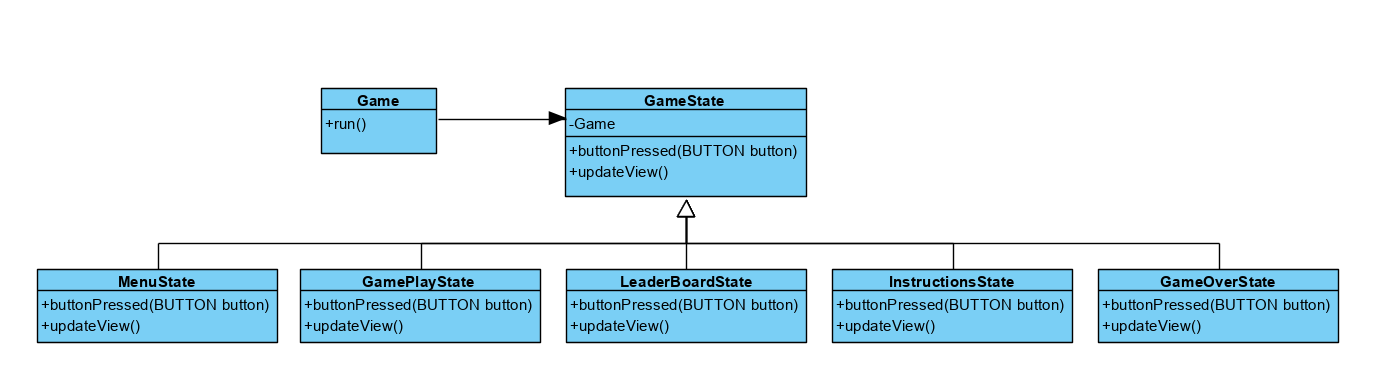 Game
+run()
GameState
-Game
+buttonPressed(BUTTON button)
+updateView()
MenuState
+buttonPressed(BUTTON button)
+updateView()
GamePlayState
+buttonPressed(BUTTON button)
+updateView()
LeaderBoardState
+buttonPressed(BUTTON button)
+updateView()
InstructionsState
+buttonPressed(BUTTON button)
+updateView()
GameOverState
+buttonPressed(BUTTON button)
+updateView()